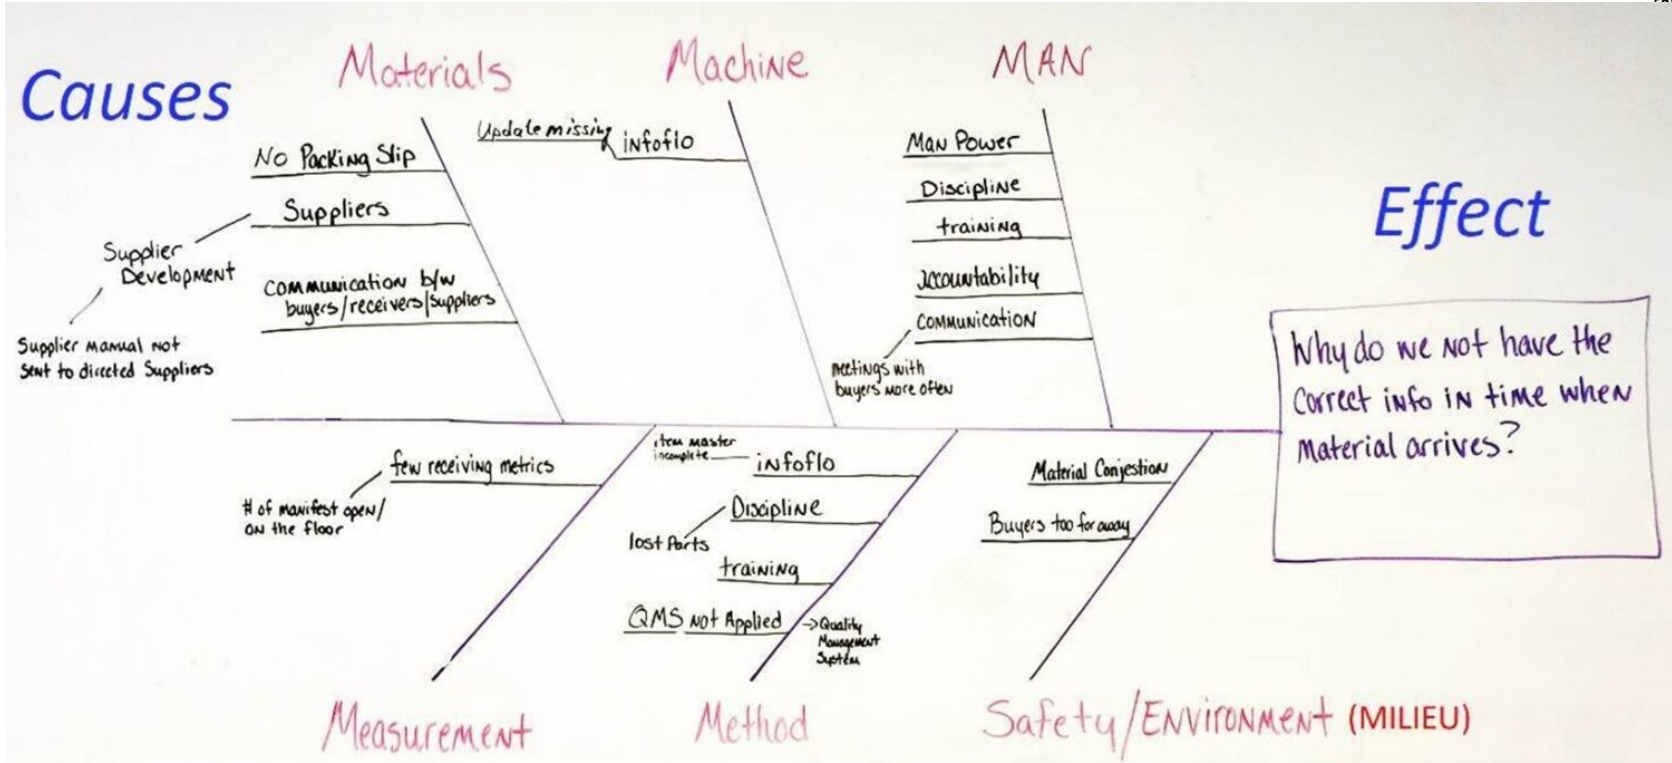 Causes
Materials
Machine
MAN
No Packing Slip
Suppliers
Supplier
Development
Supplier manual not
sent to directed Suppliers
Communication b/w
buyers/receivers/suppliers
Update missing
infoflo
Man Power
Discipline
training
accountability
communication
meetings with
buyers more often
Effect
Why do we not have the
correct info in time when
material arrives?
few receiving metrics
# of manifest open/
on the floor
item master
incomplete
infoflo
Discipline
lost parts
training
QMS not Applied
→ Quality
Management
System
Material Conjestion
Buyers too far away
Measurement
Method
Safety/Environment (MILIEU)